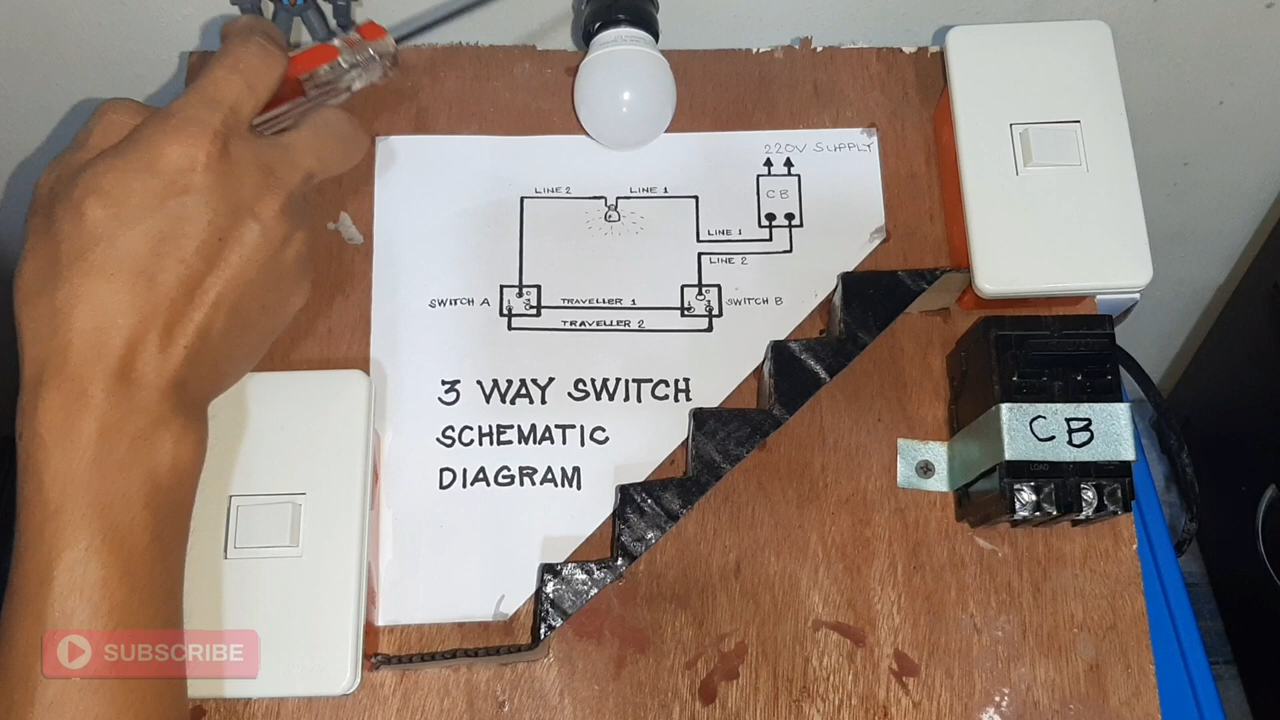 220V SUPPLY
LINE 2
LINE 1
CB
LINE 1
LINE 2
SWITCH A
TRAVELLER 1
SWITCH B
TRAVELLER 2
3 WAY SWITCH
SCHEMATIC
DIAGRAM
CB
LOAD
SUBSCRIBE